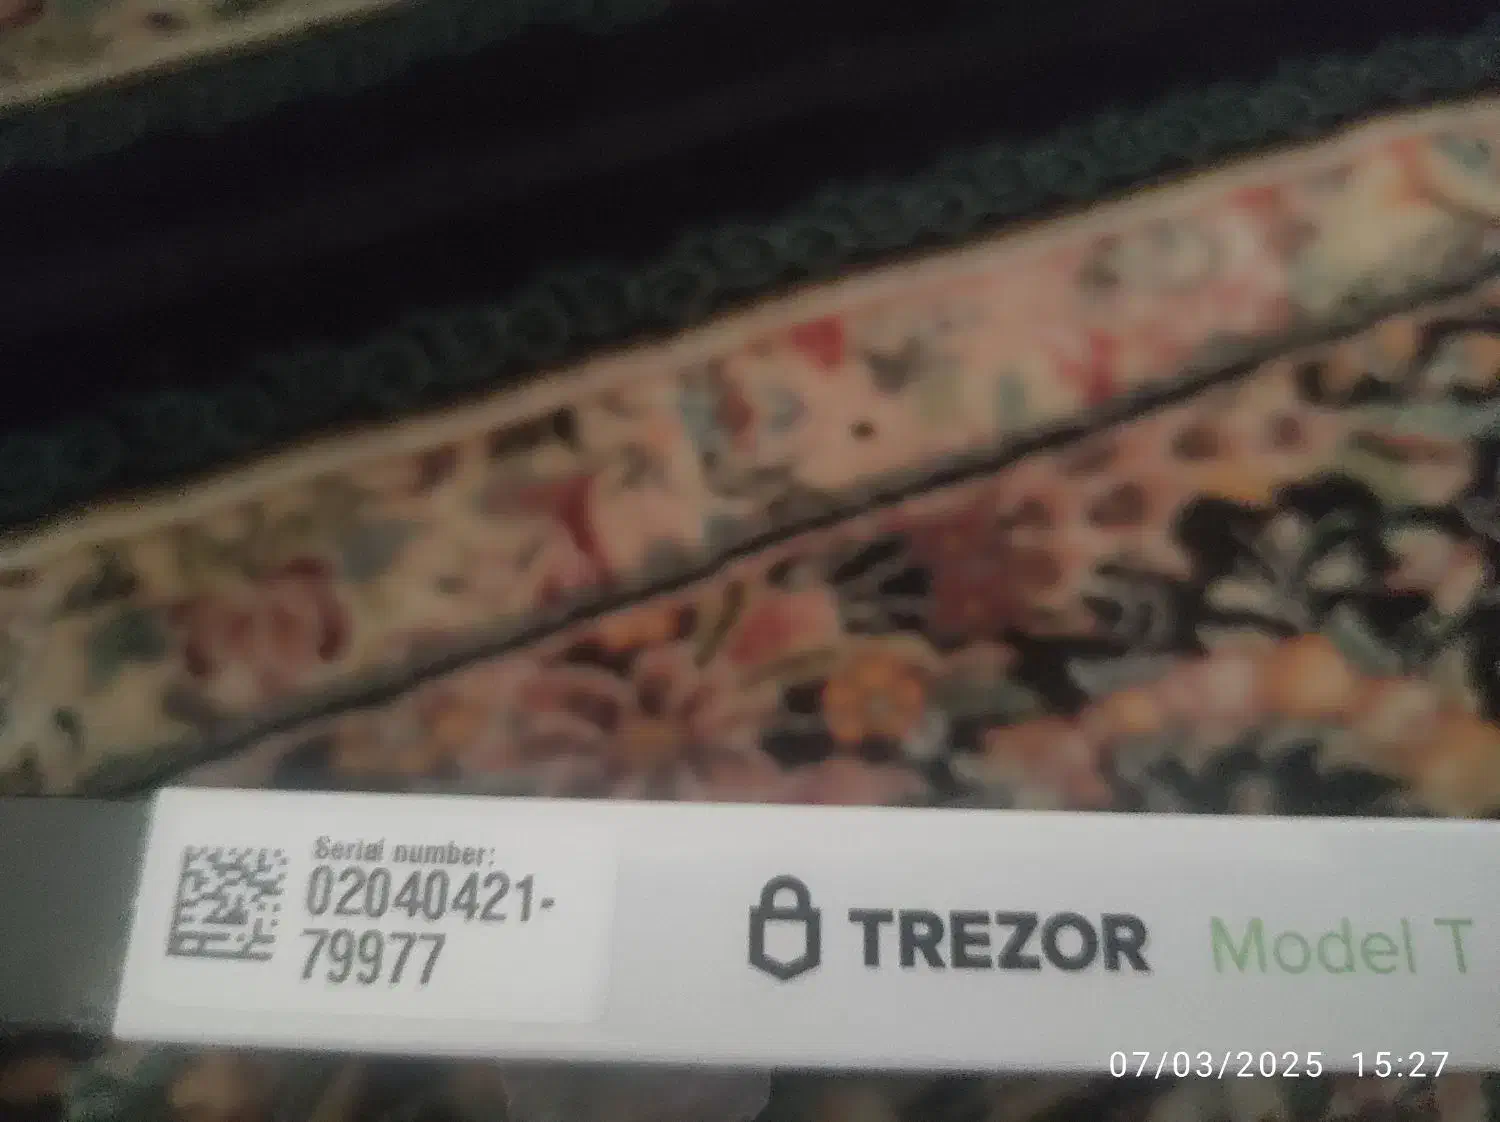 Serial number:
02040421-
79977
TREZOR Model T
07/03/2025 15:27